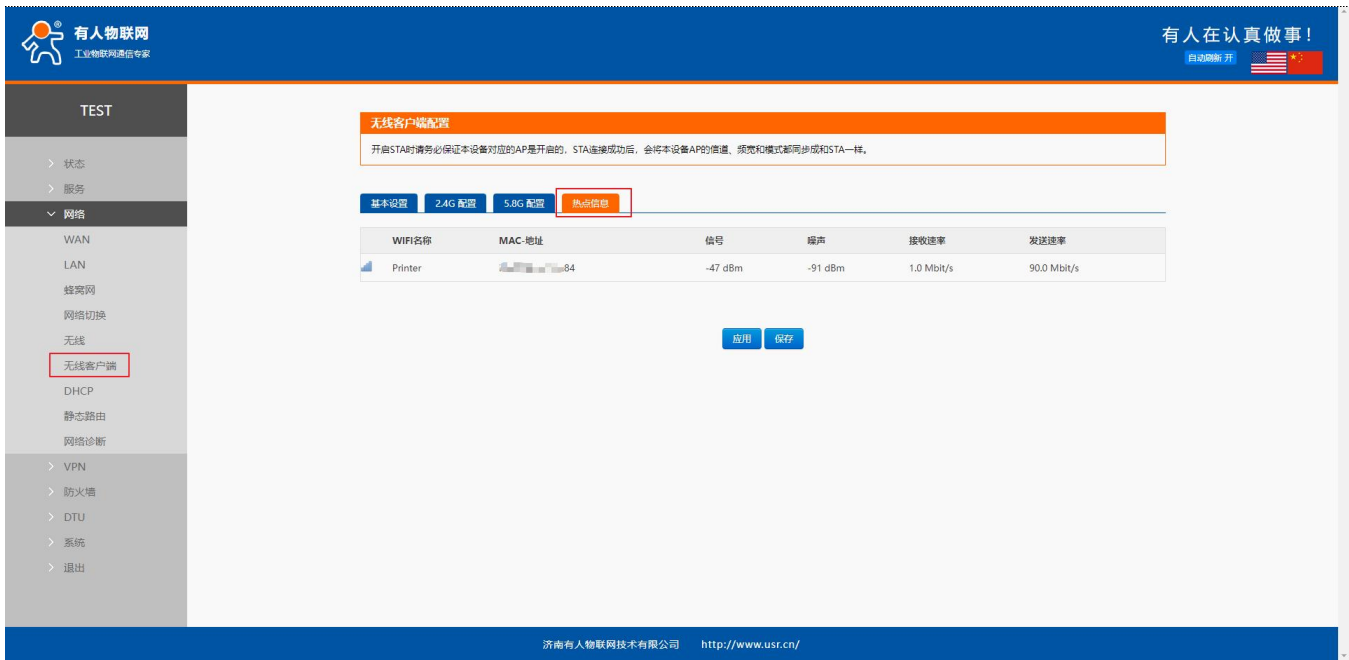 有人物联网
工业物联网通信专家
有人在认真做事!
自动刷新 开
TEST
状态
服务
网络
WAN
LAN
蜂窝网
网络切换
无线
无线客户端
DHCP
静态路由
网络诊断
VPN
防火墙
DTU
系统
退出
无线客户端配置
开启STA时请务必保证本设备对应的AP是开启的，STA连接成功后，会将本设备AP的信道、频宽和模式都同步成和STA一样。
基本设置 2.4G 配置 5.8G 配置 热点信息
WIFI名称 MAC-地址 信号 噪声 接收速率 发送速率
Printer 84 -47 dBm -91 dBm 1.0 Mbit/s 90.0 Mbit/s
应用 保存
济南有人物联网技术有限公司 http://www.usr.cn/